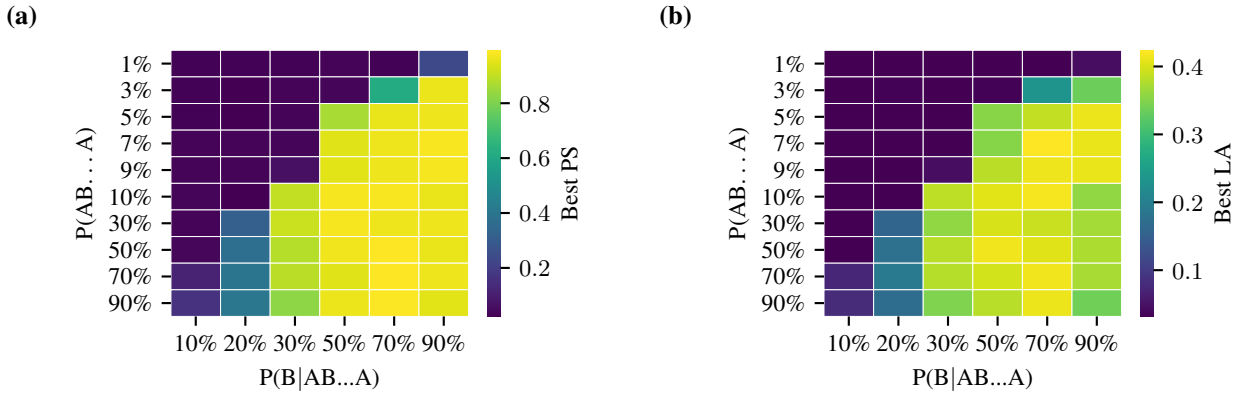 (a)
1%
3%
5%
7%
9%
10%
30%
50%
70%
90%
P(AB. . . A)
10% 20% 30% 50% 70% 90%
P(B|AB...A)
0.8
0.6
0.4
0.2
Best PS
(b)
1%
3%
5%
7%
9%
10%
30%
50%
70%
90%
P(AB. . . A)
10% 20% 30% 50% 70% 90%
P(B|AB...A)
0.4
0.3
0.2
0.1
Best LA